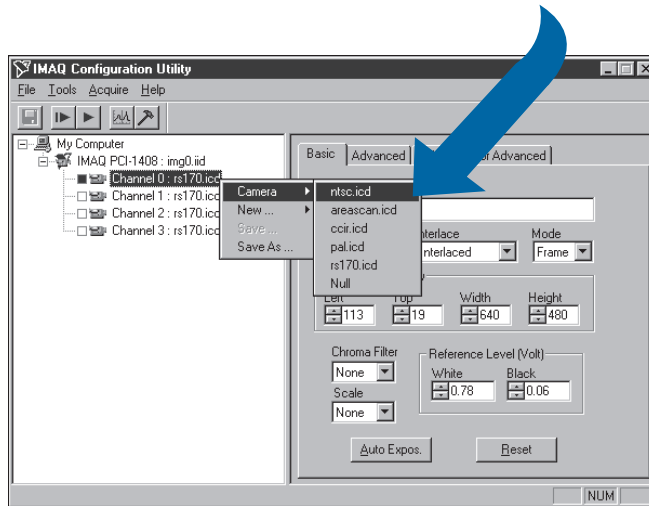 IMAQ Configuration Utility
File Tools Acquire Help
My Computer
IMAQ PCI-1408 : img0.iid
Channel 0 : rs170.icd
Channel 1 : rs170.icd
Channel 2 : rs170.icd
Channel 3 : rs170.icd
Camera
New ...
Save ...
Save As ...
ntsc.icd
areascan.icd
ccir.icd
pal.icd
rs170.icd
Null
Basic Advanced Advanced
Mode
Frame
Left Top Width Height
113 19 640 480
Chroma Filter
None
Scale
None
Reference Level (Volt)
White Black
0.78 0.06
Auto Expos. Reset
NUM